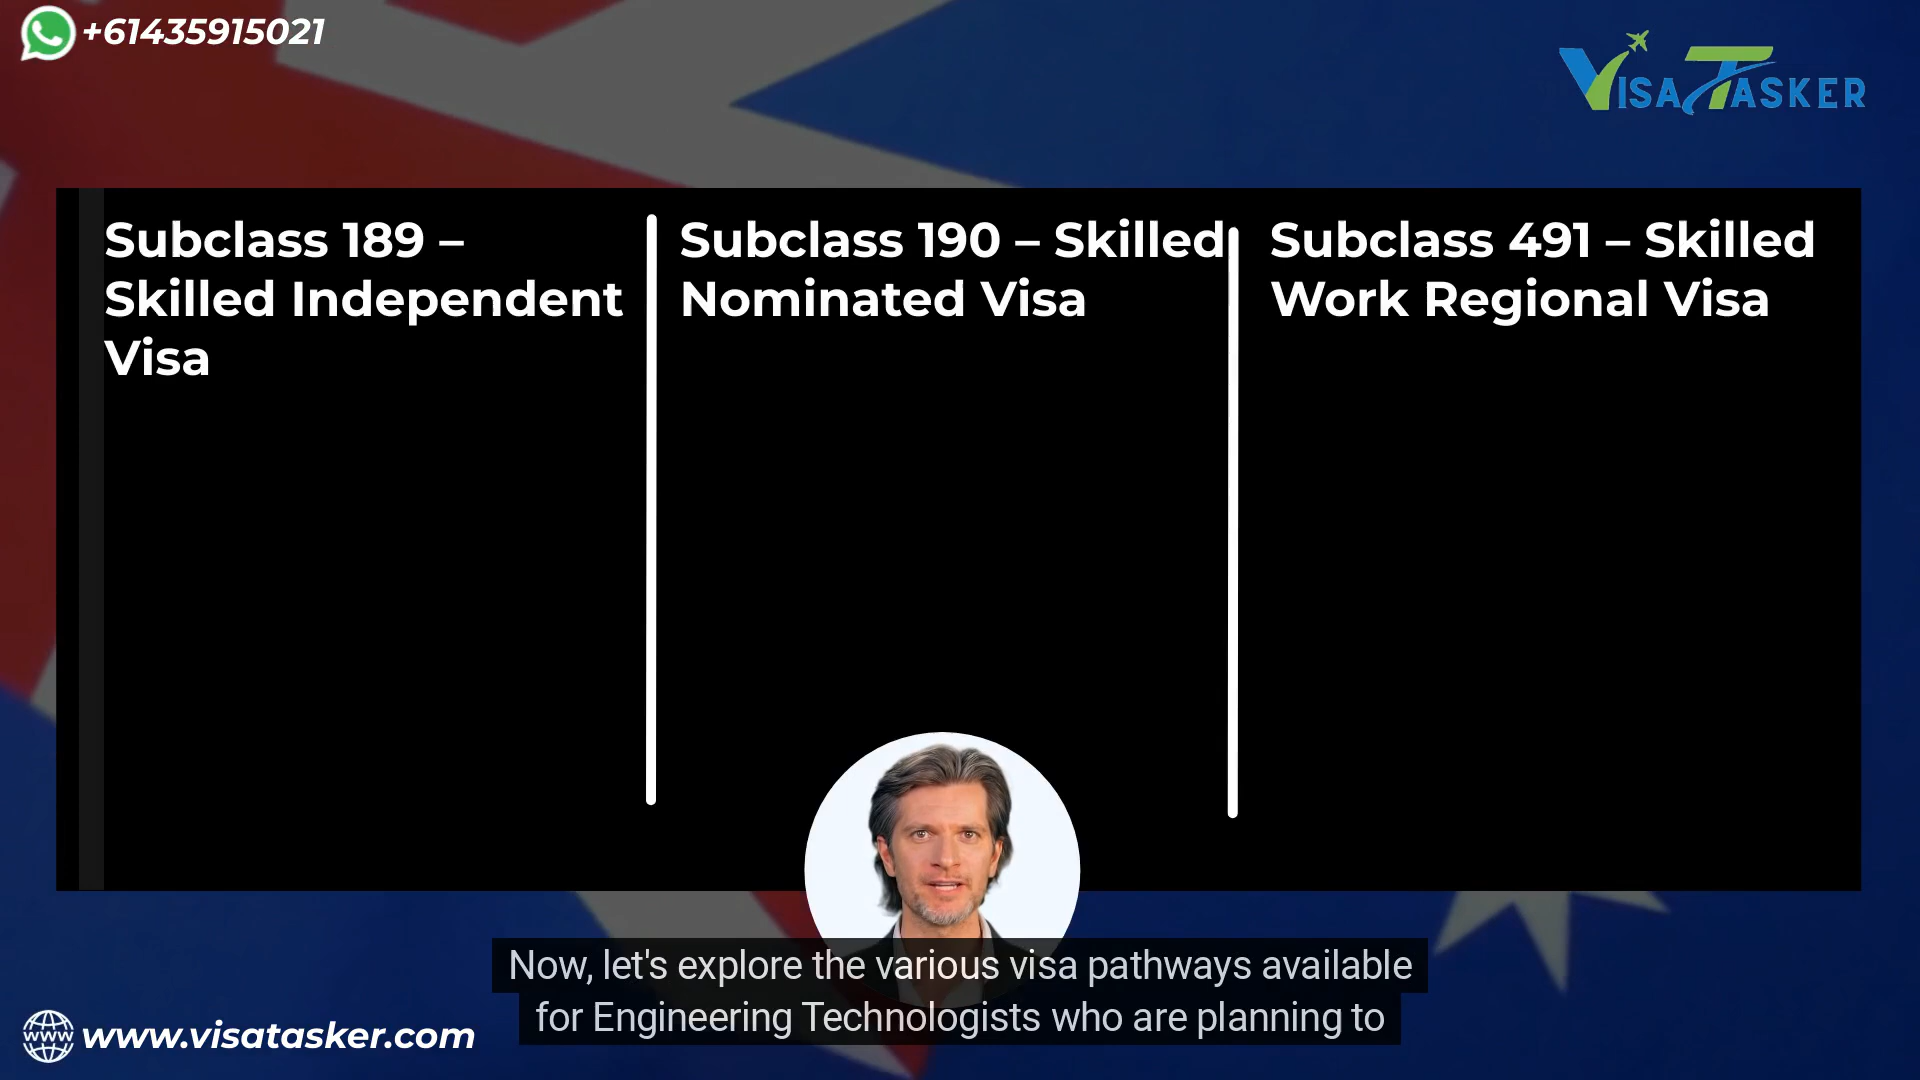 +61435915021
VISA TASKER
Subclass 189 –
Skilled Independent
Visa
Subclass 190 – Skilled
Nominated Visa
Subclass 491 – Skilled
Work Regional Visa
Now, let's explore the various visa pathways available
for Engineering Technologists who are planning to
WWW
www.visatasker.com